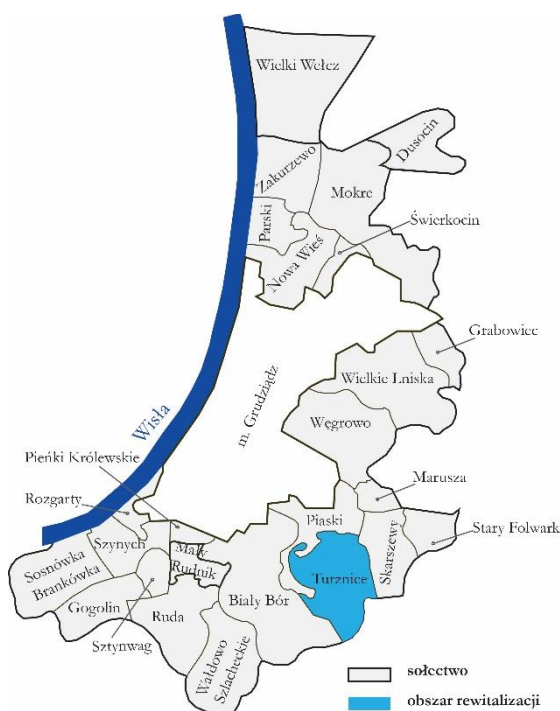 Wielki Wełcz
Dusocin
Zakurzewo
Mokre
Parski
Świerkocin
Nowa Wieś
Grabowiec
Wielkie Lniska
m. Grudziądz
Węgrowo
Wisła
Pieńki Królewskie
Marusza
Rozgarty
Piaski
Szynych
Stary Folwark
Skarszewy
Mały
Rudnik
Sosnówka
Brankówka
Turznice
Gogolin
Ruda
Biały Bór
Sztynwag
Wałdowo
Szlacheckie
sołectwo
obszar rewitalizacji